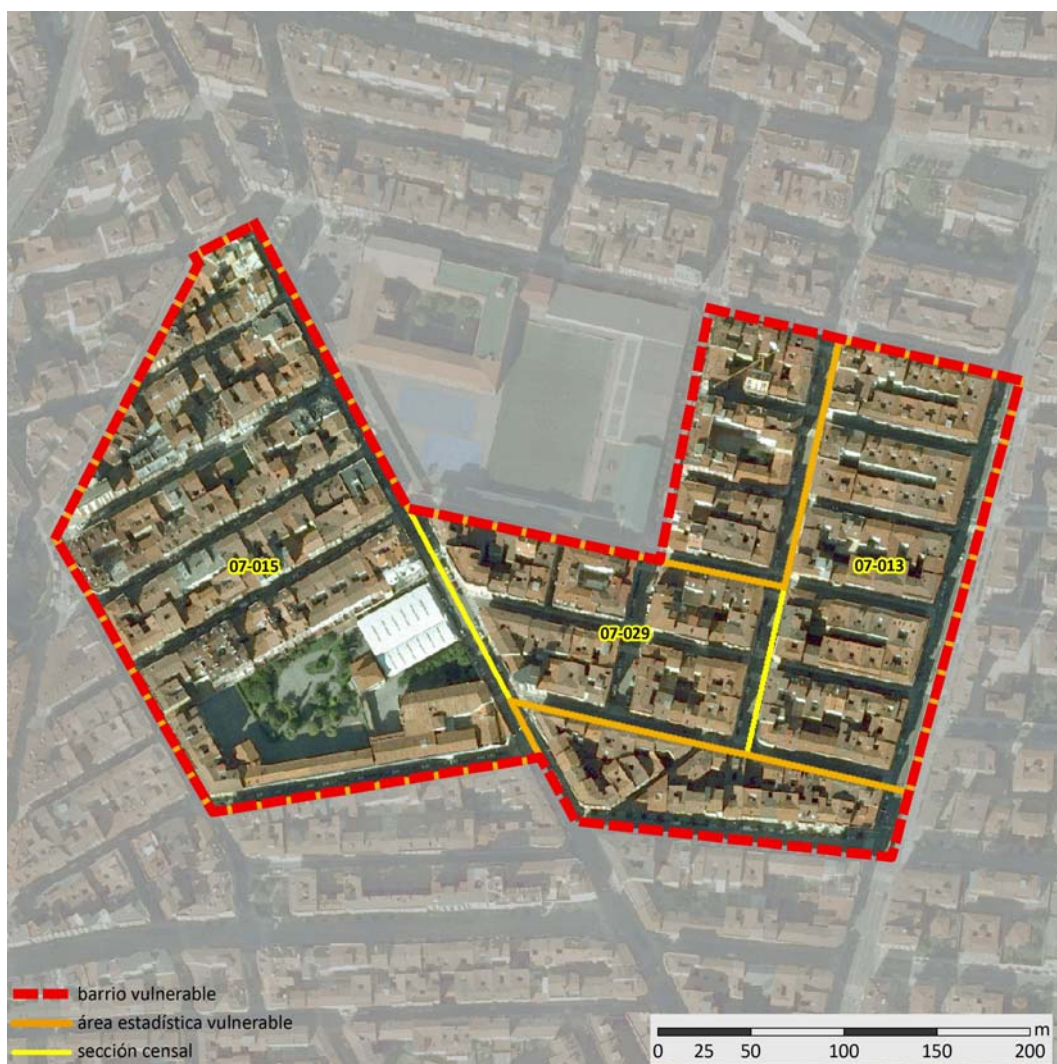 07-015
07-013
07-029
barrio vulnerable
área estadística vulnerable
sección censal
m
0 25 50 100 150 200